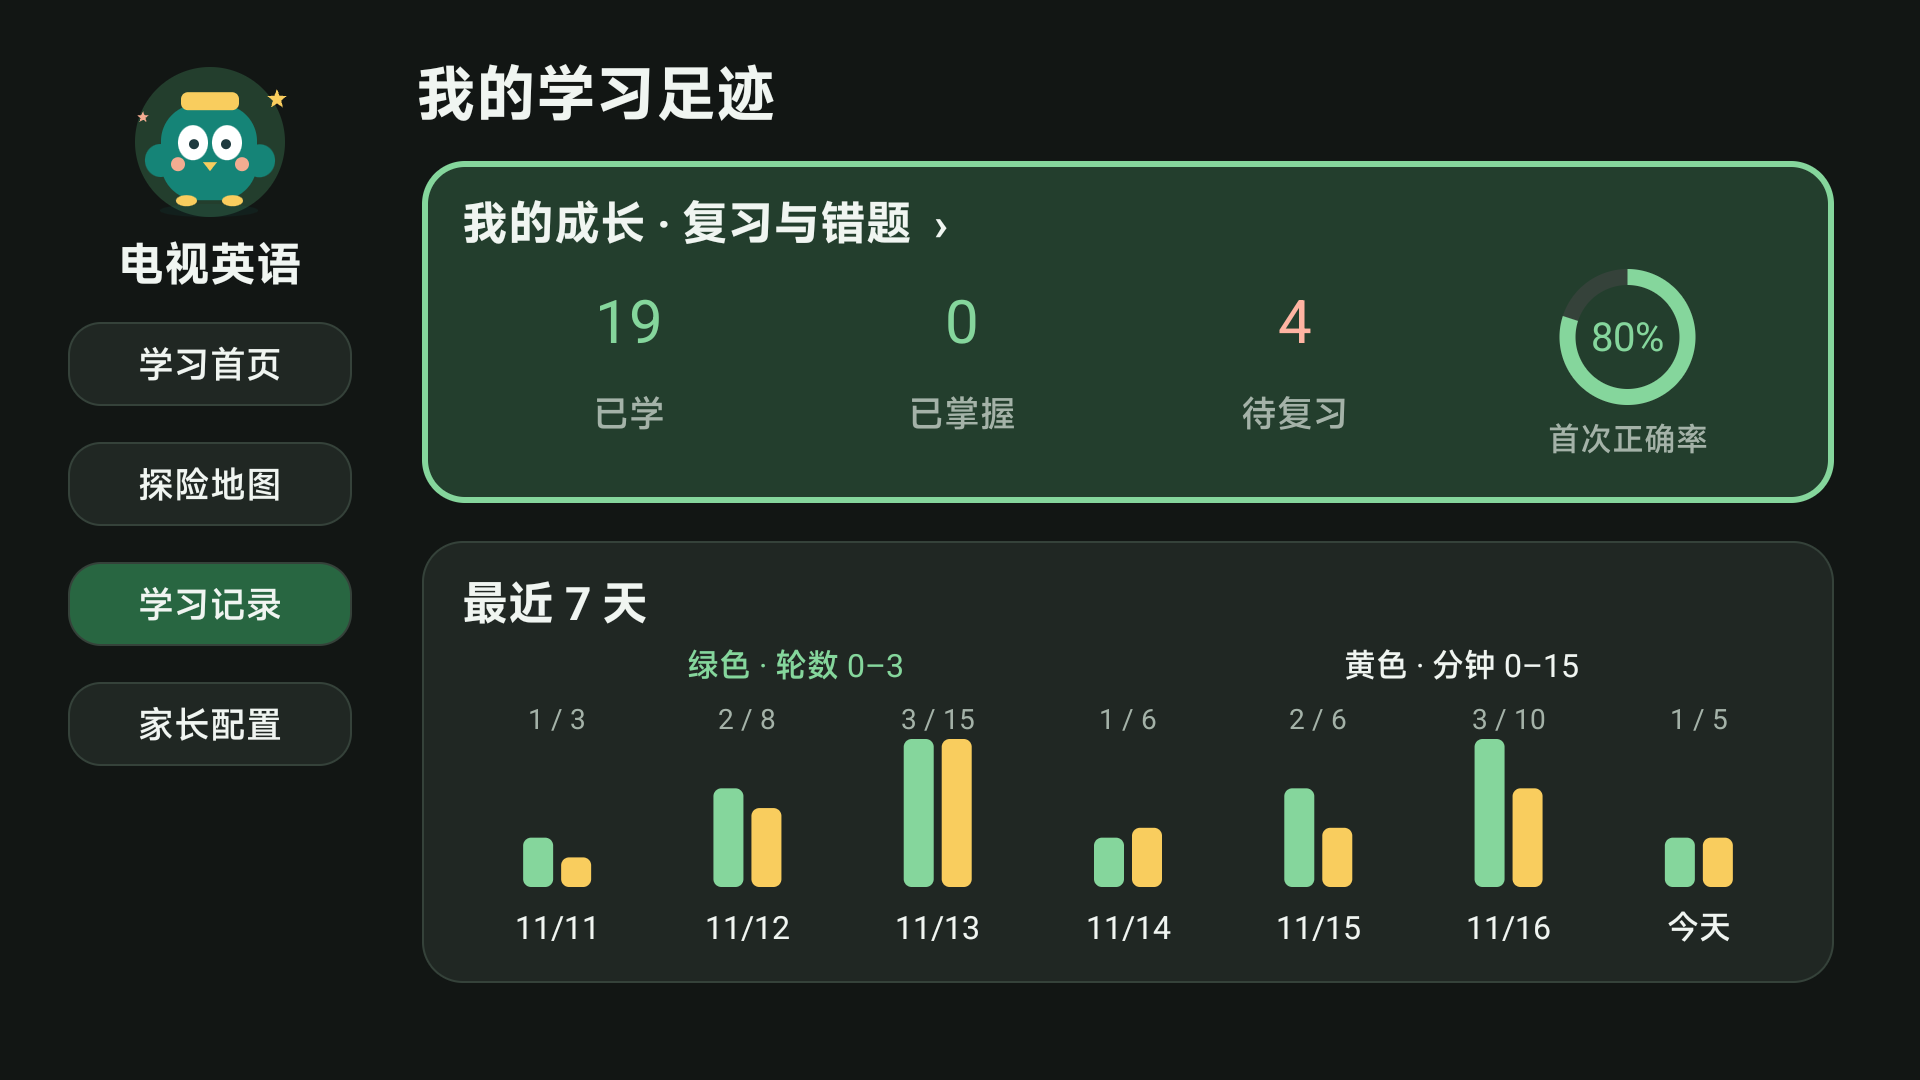 电视英语
学习首页
探险地图
学习记录
家长配置
我的学习足迹
我的成长 · 复习与错题 ›
19
已学
0
已掌握
4
待复习
80%
首次正确率
最近 7 天
绿色 · 轮数 0–3
黄色 · 分钟 0–15
1 / 3
2 / 8
3 / 15
1 / 6
2 / 6
3 / 10
1 / 5
11/11
11/12
11/13
11/14
11/15
11/16
今天